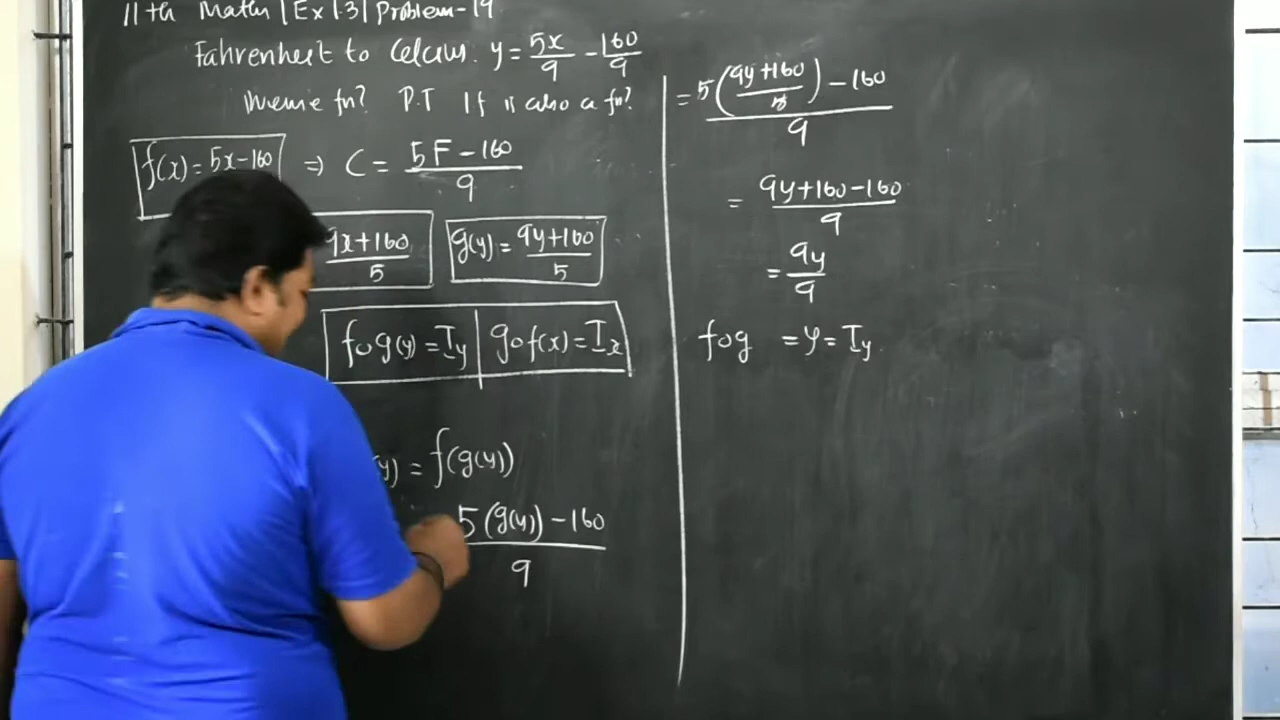 11th Maths | Ex 1.3 | Problem-19
Fahrenheit to Celcius. y = 5x/9 - 160/9
inverse fn? P.T If is also a fn?
f(x) = 5x-160 ⇒ C = (5F-160)/9
(9x+160)/5 g(y) = (9y+160)/5
fog(y) = Iy | gof(x) = Ix
(y) = f(g(y))
(5(g(y)) - 160)/9
= (5((9y+160)/5) - 160)/9
= (9y+160-160)/9
= 9y/9
fog = y = Iy